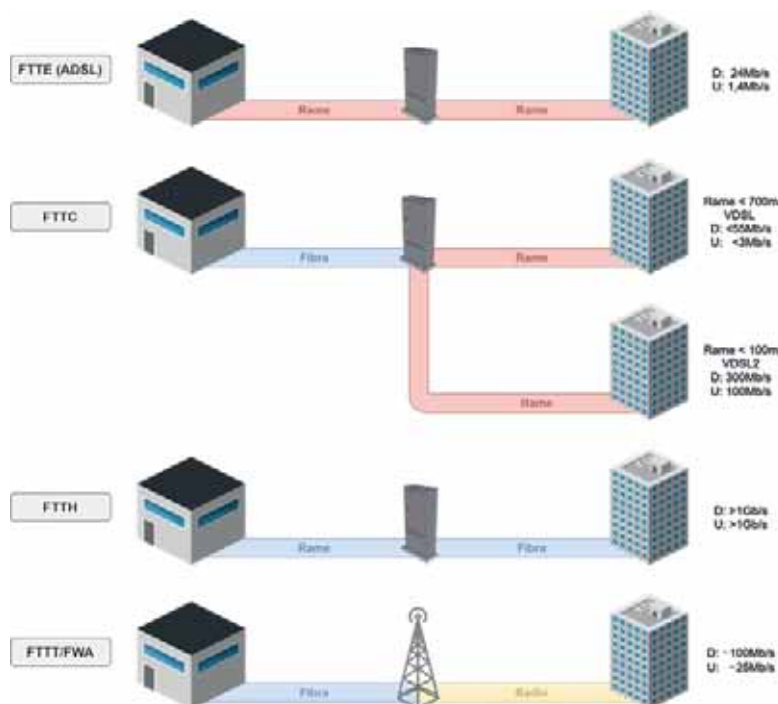 FTTE (ADSL)
Rame
Rame
D: 24Mb/s
U: 1,4Mb/s
FTTC
Fibra
Rame
Rame < 700m
VDSL
D: <55Mb/s
U: <3Mb/s
Rame
Rame < 100m
VDSL2
D: 300Mb/s
U: 100Mb/s
FTTH
Rame
Fibra
D: >1Gb/s
U: >1Gb/s
FTTT/FWA
Fibra
Radio
D: ~100Mb/s
U: ~25Mb/s